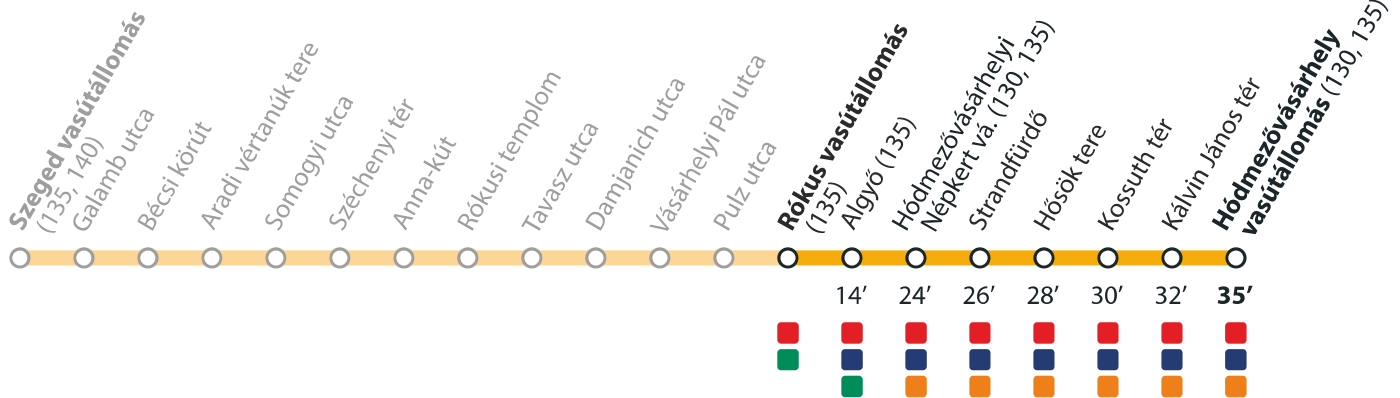 Szeged vasútállomás
(135, 140)
Galamb utca
Bécsi körút
Aradi vértanúk tere
Somogyi utca
Széchenyi tér
Anna-kút
Rókusi templom
Tavasz utca
Damjanich utca
Vásárhelyi Pál utca
Pulz utca
Rókus vasútállomás
(135)
Algyő (135)
Hódmezővásárhelyi
Népkert vá. (130, 135)
Strandfürdő
Hősök tere
Kossuth tér
Kálvin János tér
Hódmezővásárhely
vasútállomás (130, 135)
14’ 24’ 26’ 28’ 30’ 32’ 35’